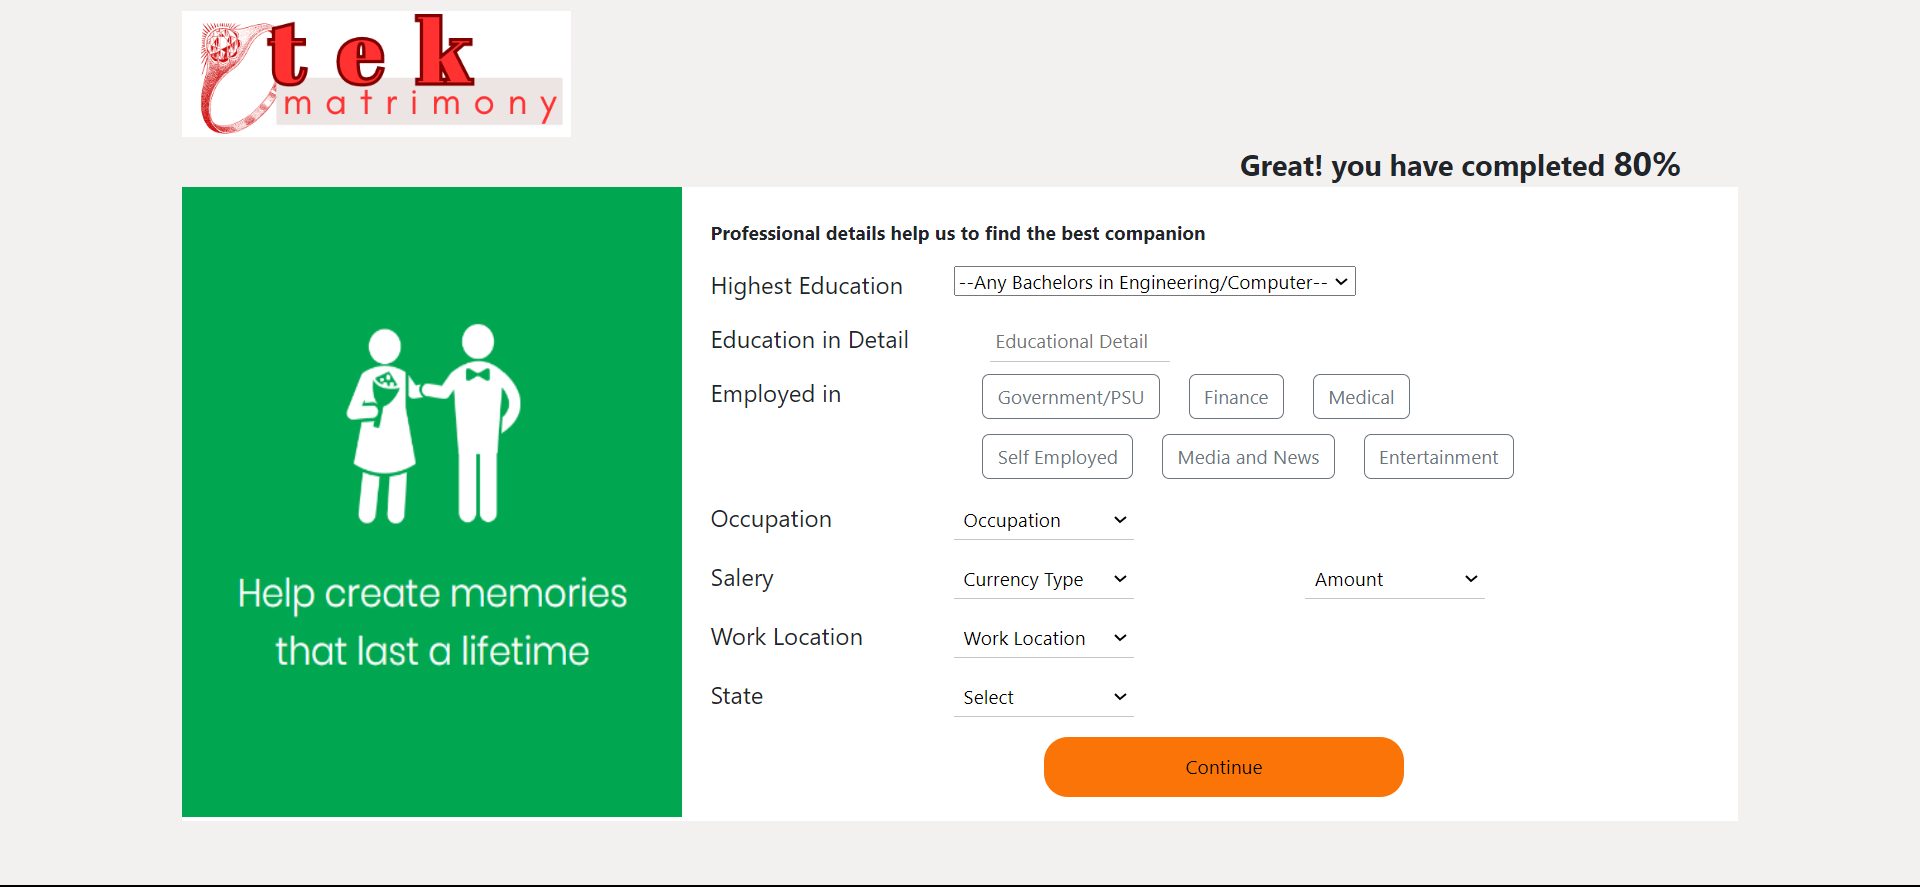 tek
matrimony
Great! you have completed 80%
Help create memories
that last a lifetime
Professional details help us to find the best companion
Highest Education --Any Bachelors in Engineering/Computer--
Education in Detail Educational Detail
Employed in Government/PSU Finance Medical
Self Employed Media and News Entertainment
Occupation Occupation
Salery Currency Type Amount
Work Location Work Location
State Select
Continue